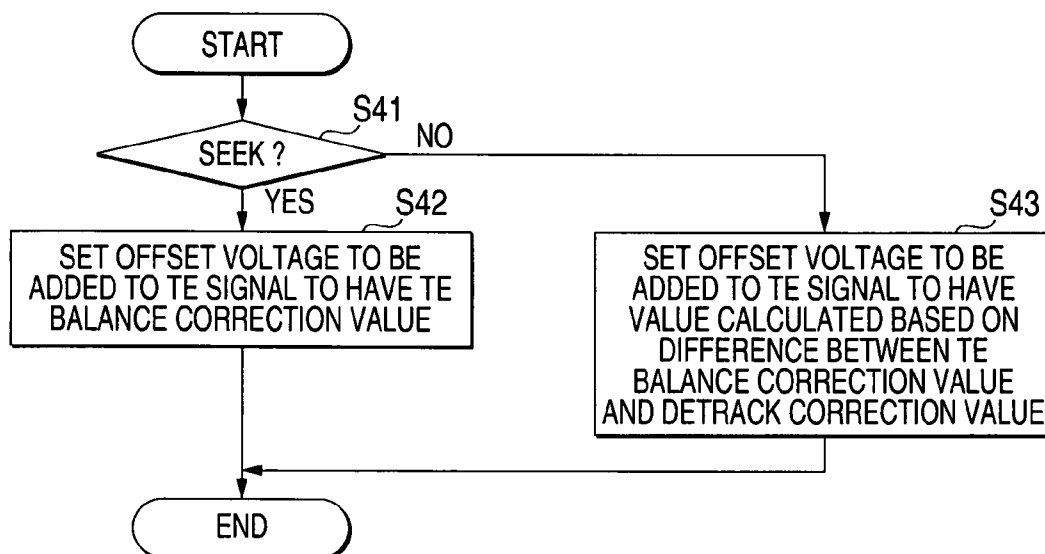 START
S41
SEEK ?
NO
YES
S42
SET OFFSET VOLTAGE TO BE
ADDED TO TE SIGNAL TO HAVE TE
BALANCE CORRECTION VALUE
S43
SET OFFSET VOLTAGE TO BE
ADDED TO TE SIGNAL TO HAVE
VALUE CALCULATED BASED ON
DIFFERENCE BETWEEN TE
BALANCE CORRECTION VALUE
AND DETRACK CORRECTION VALUE
END